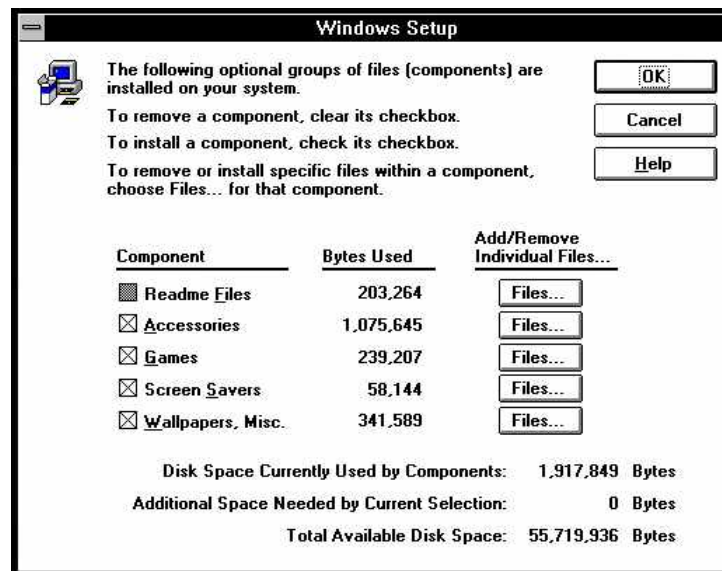 Windows Setup
The following optional groups of files (components) are
installed on your system.
To remove a component, clear its checkbox.
To install a component, check its checkbox.
To remove or install specific files within a component,
choose Files... for that component.
OK
Cancel
Help
Component Bytes Used Add/Remove
Individual Files...
Readme Files 203,264 Files...
Accessories 1,075,645 Files...
Games 239,207 Files...
Screen Savers 58,144 Files...
Wallpapers, Misc. 341,589 Files...
Disk Space Currently Used by Components: 1,917,849 Bytes
Additional Space Needed by Current Selection: 0 Bytes
Total Available Disk Space: 55,719,936 Bytes